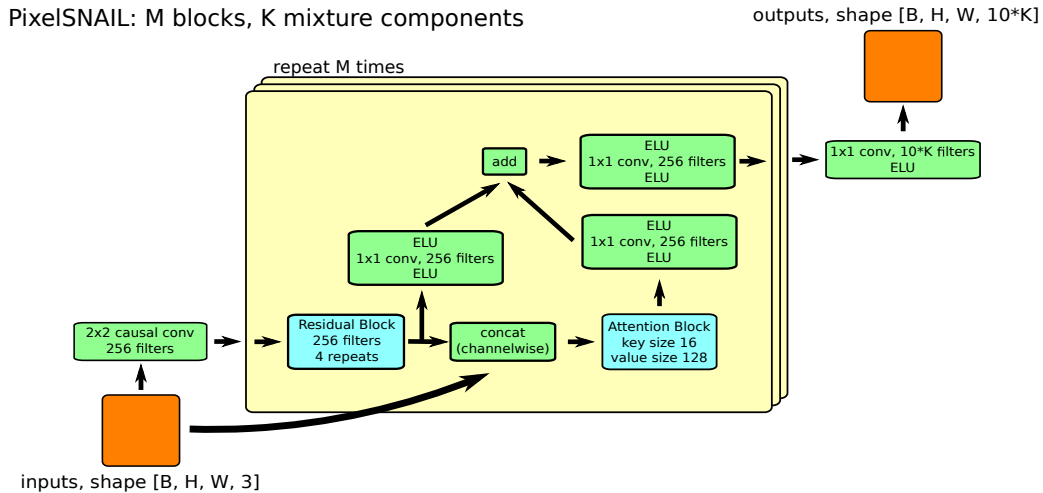 PixelSNAIL: M blocks, K mixture components
outputs, shape [B, H, W, 10*K]
repeat M times
add
ELU
1x1 conv, 256 filters
ELU
1x1 conv, 10*K filters
ELU
ELU
1x1 conv, 256 filters
ELU
ELU
1x1 conv, 256 filters
ELU
2x2 causal conv
256 filters
Residual Block
256 filters
4 repeats
concat
(channelwise)
Attention Block
key size 16
value size 128
inputs, shape [B, H, W, 3]